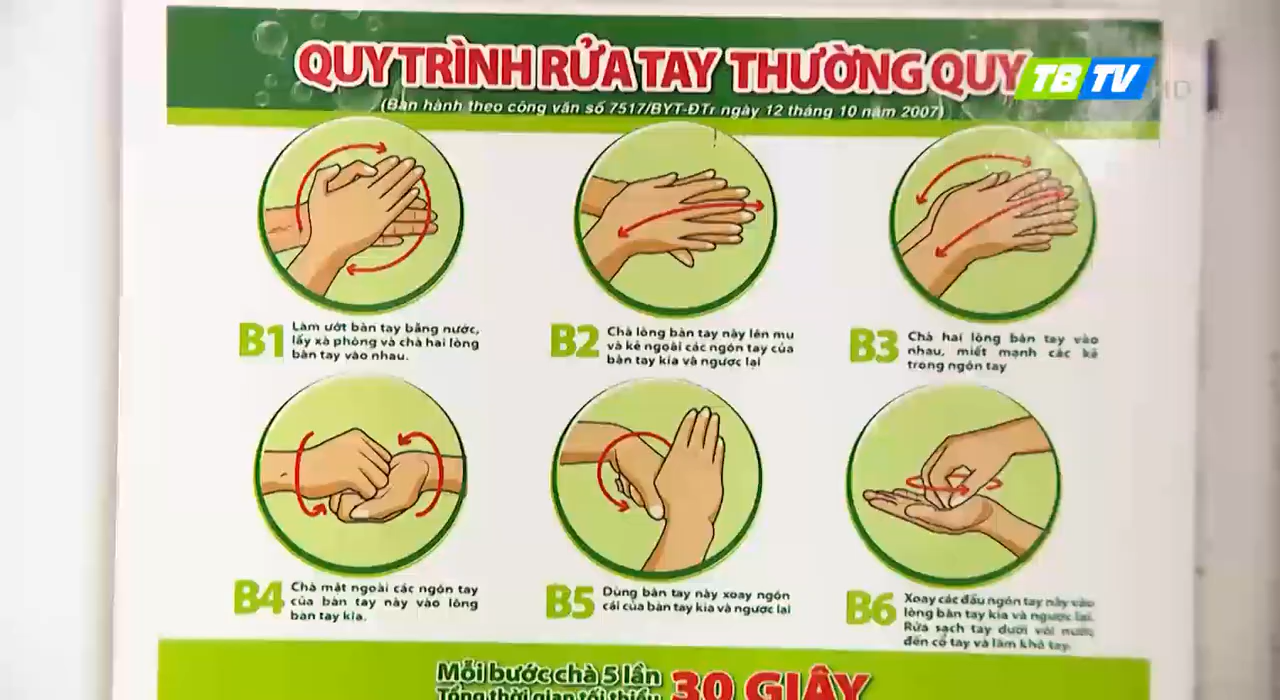 QUY TRÌNH RỬA TAY THƯỜNG QUY
TBTV HD
(Ban hành theo công văn số 7517/BYT-ĐTr ngày 12 tháng 10 năm 2007)
B1 Làm ướt bàn tay bằng nước,
lấy xà phòng và chà hai lòng
bàn tay vào nhau.
B2 Chà lòng bàn tay này lên mu
và kẽ ngoài các ngón tay của
bàn tay kia và ngược lại
B3 Chà hai lòng bàn tay vào
nhau, miết mạnh các kẽ
trong ngón tay
B4 Chà mặt ngoài các ngón tay
của bàn tay này vào lòng
bàn tay kia.
B5 Dùng bàn tay này xoay ngón
cái của bàn tay kia và ngược lại
B6 Xoay các đầu ngón tay này vào
lòng bàn tay kia và ngược lại.
Rửa sạch tay dưới vòi nước
đến cổ tay và làm khô tay.
Mỗi bước chà 5 lần
Tổng thời gian tối thiểu 30 GIÂY